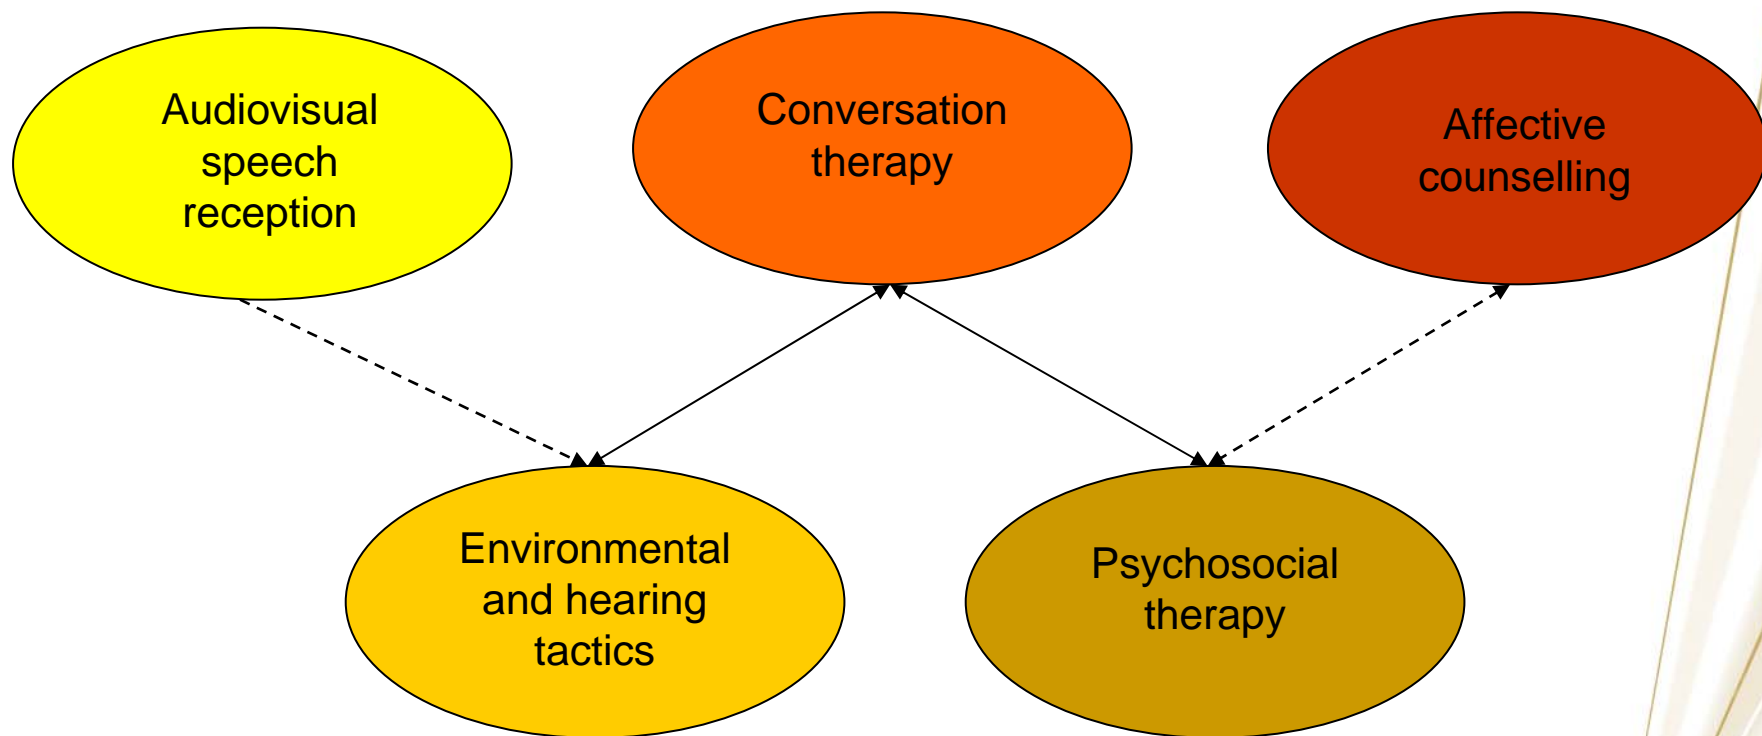 Audiovisual
speech
reception
Conversation
therapy
Affective
counselling
Environmental
and hearing
tactics
Psychosocial
therapy